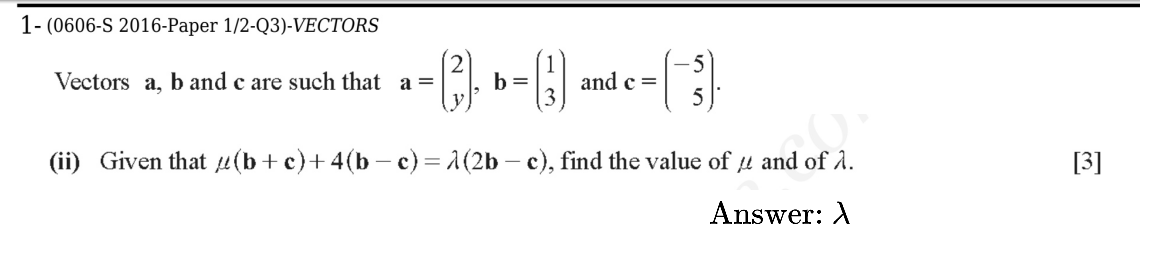 1- (0606-S 2016-Paper 1/2-Q3)-VECTORS
Vectors a, b and c are such that a = (2 y), b = (1 3) and c = (−5 5).
(ii) Given that μ(b + c) + 4(b − c) = λ(2b − c), find the value of μ and of λ. [3]
Answer: λ